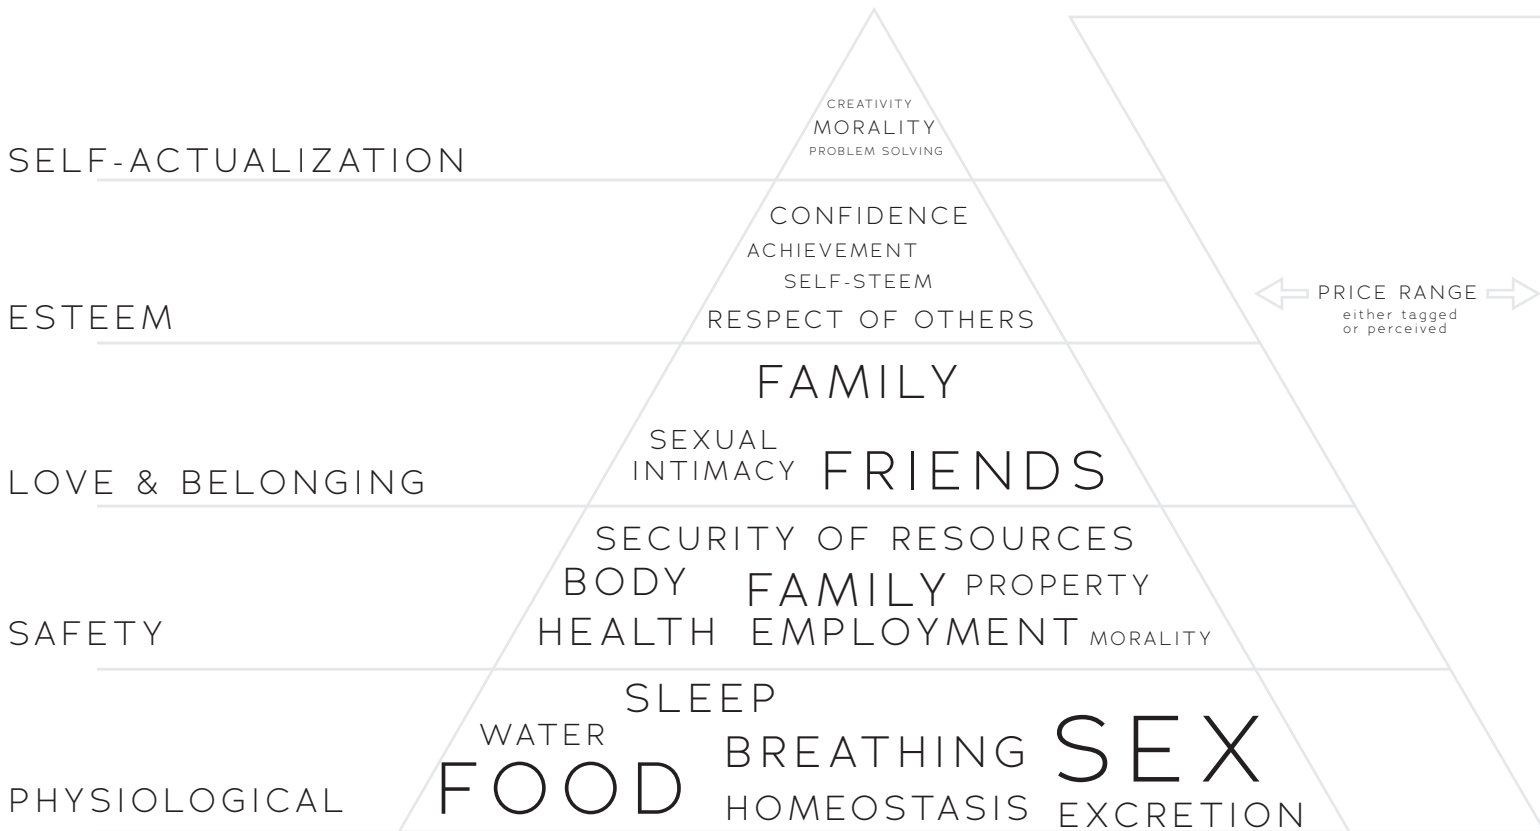 CREATIVITY
MORALITY
PROBLEM SOLVING
SELF-ACTUALIZATION
CONFIDENCE
ACHIEVEMENT
SELF-STEEM
RESPECT OF OTHERS
ESTEEM
PRICE RANGE
either tagged
or perceived
FAMILY
SEXUAL
INTIMACY
FRIENDS
LOVE & BELONGING
SECURITY OF RESOURCES
BODY FAMILY PROPERTY
HEALTH EMPLOYMENT MORALITY
SAFETY
SLEEP
WATER
FOOD
BREATHING
SEX
HOMEOSTASIS
EXCRETION
PHYSIOLOGICAL